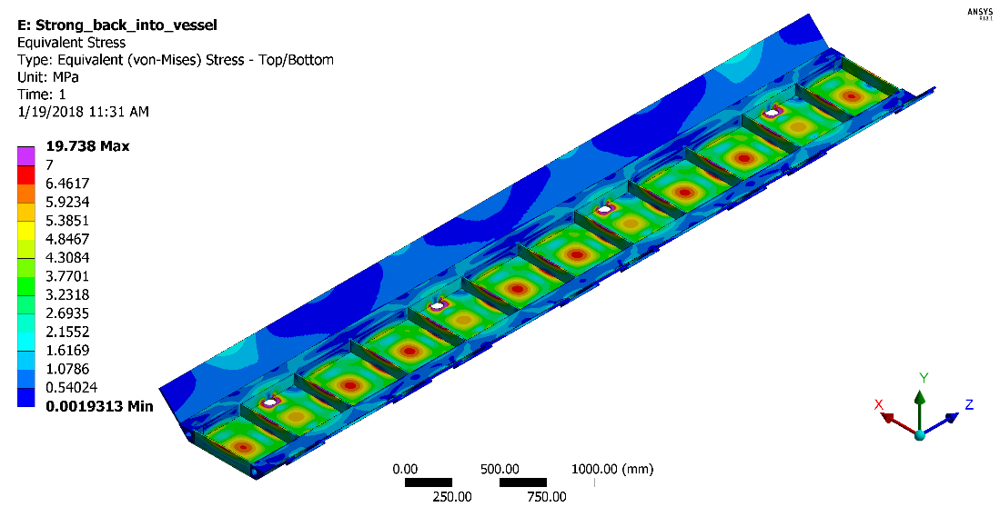 E: Strong_back_into_vessel
Equivalent Stress
Type: Equivalent (von-Mises) Stress - Top/Bottom
Unit: MPa
Time: 1
1/19/2018 11:31 AM
ANSYS
19.738 Max
7
6.4617
5.9234
5.3851
4.8467
4.3084
3.7701
3.2318
2.6935
2.1552
1.6169
1.0786
0.54024
0.0019313 Min
Y
X
Z
0.00
500.00
1000.00 (mm)
250.00
750.00